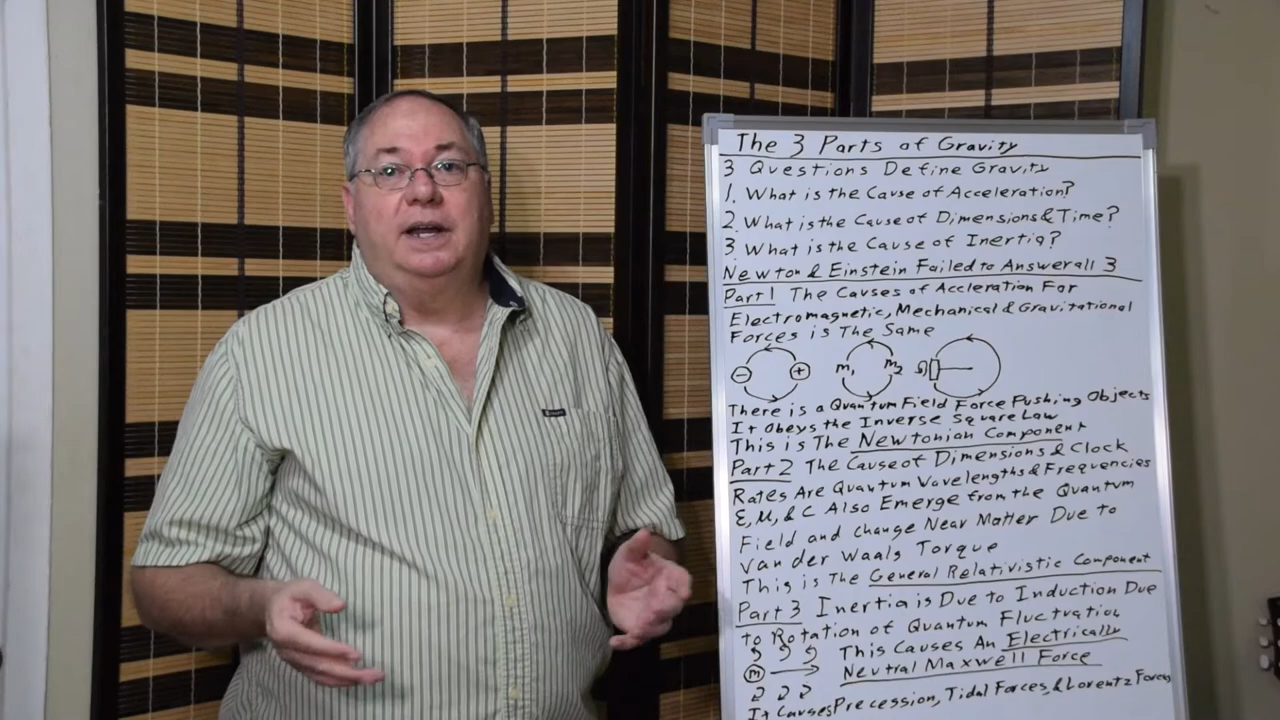 The 3 Parts of Gravity
3 Questions Define Gravity
1. What is the Cause of Acceleration?
2. What is the Cause of Dimensions & Time?
3. What is the Cause of Inertia?
Newton & Einstein Failed to Answer all 3
Part 1 The Causes of Accleration For
Electromagnetic, Mechanical & Gravitational
Forces is The Same
- + m₁ m₂
There is a Quantum Field Force Pushing Objects
It Obeys the Inverse Square Law
This is The Newtonian Component
Part 2 The Cause of Dimensions & Clock
Rates Are Quantum Wavelengths & Frequencies
ε, μ, & C Also Emerge from the Quantum
Field and Change Near Matter Due to
Van der Waals Torque
This is The General Relativistic Component
Part 3 Inertia is Due to Induction Due
to Rotation of Quantum Fluctuation
This Causes An Electrically
m Neutral Maxwell Force
It Causes Precession, Tidal Forces, & Lorentz Forces